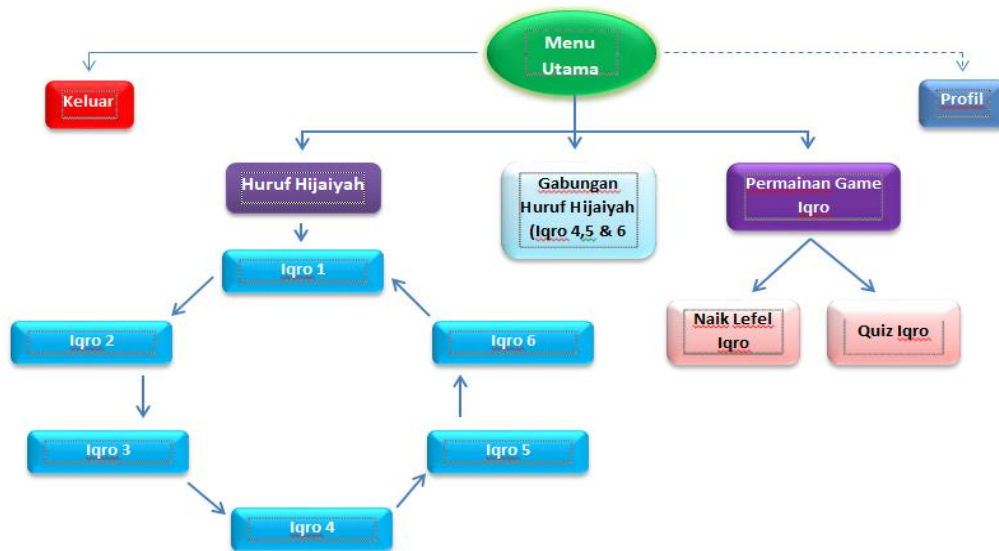 Menu
Utama
Keluar
Profil
Huruf Hijaiyah
Gabungan
Huruf Hijaiyah
(Iqro 4,5 & 6
Permainan Game
Iqro
Iqro 1
Iqro 2
Iqro 6
Naik Lefel
Iqro
Quiz Iqro
Iqro 3
Iqro 5
Iqro 4